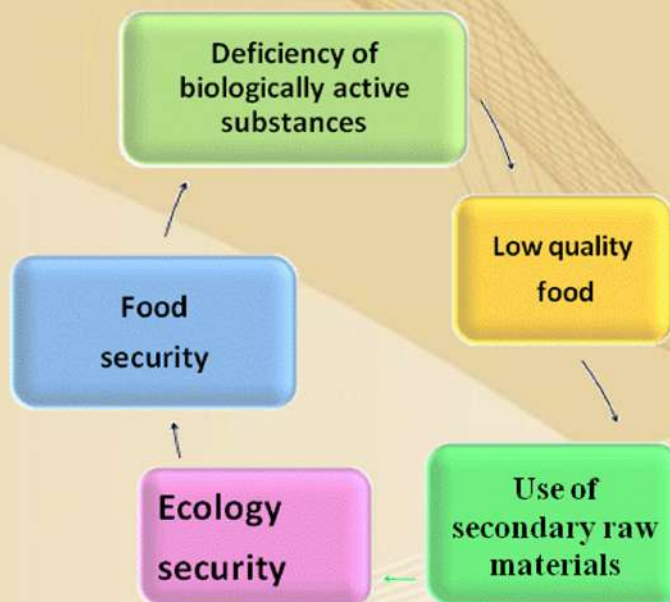 Deficiency of
biologically active
substances
Low quality
food
Use of
secondary raw
materials
Ecology
security
Food
security